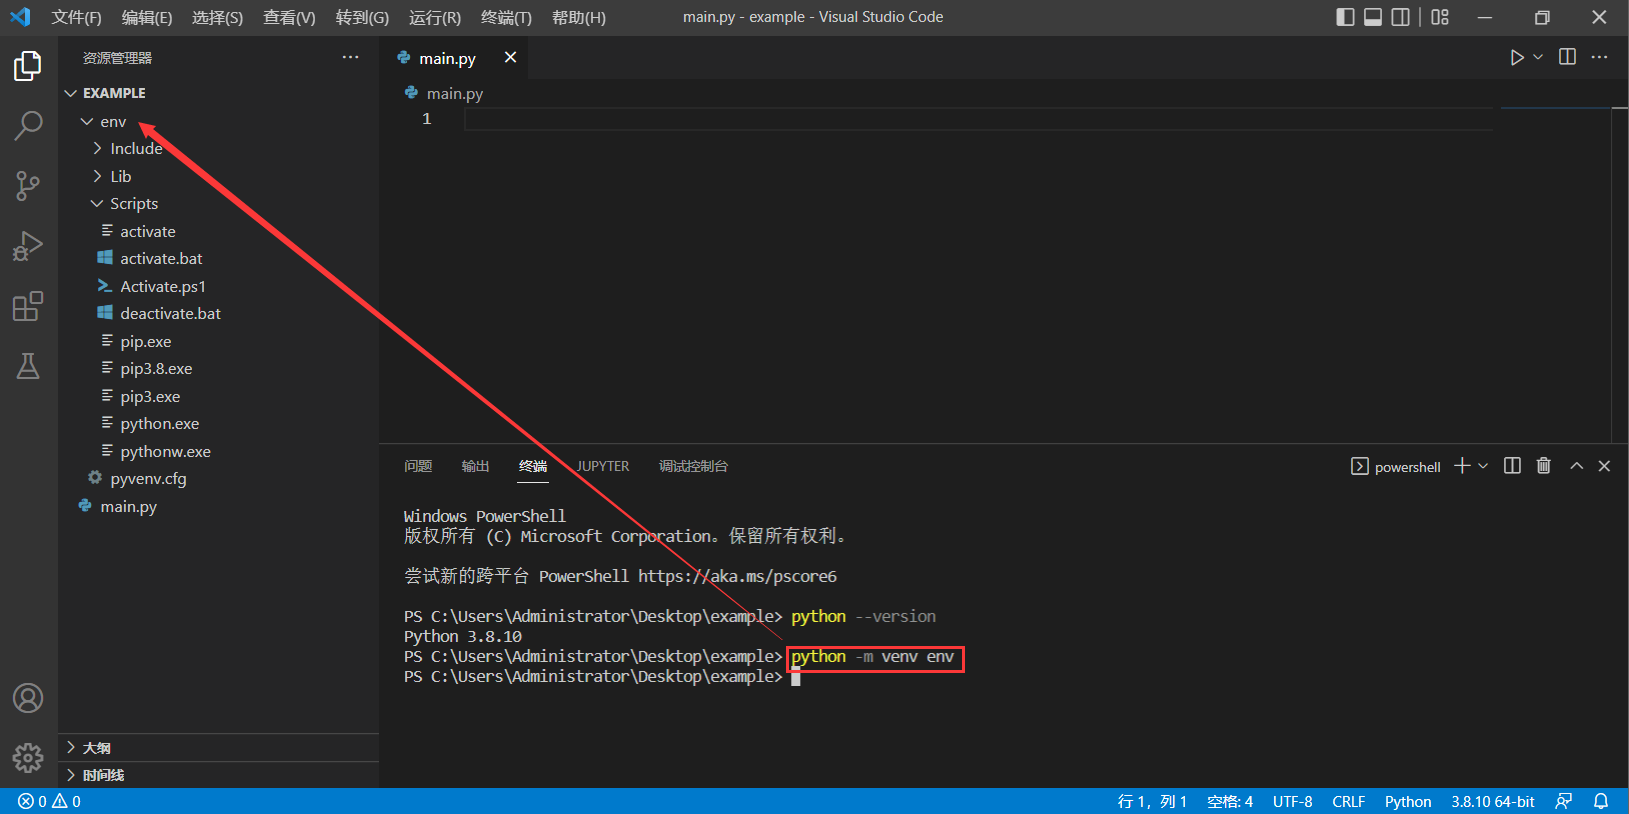 文件(F) 编辑(E) 选择(S) 查看(V) 转到(G) 运行(R) 终端(T) 帮助(H) main.py - example - Visual Studio Code
资源管理器
EXAMPLE
env
Include
Lib
Scripts
activate
activate.bat
Activate.ps1
deactivate.bat
pip.exe
pip3.8.exe
pip3.exe
python.exe
pythonw.exe
pyvenv.cfg
main.py
大纲
时间线
main.py
main.py
1
问题 输出 终端 JUPYTER 调试控制台 powershell
Windows PowerShell
版权所有 (C) Microsoft Corporation。保留所有权利。
尝试新的跨平台 PowerShell https://aka.ms/pscore6
PS C:\Users\Administrator\Desktop\example> python --version
Python 3.8.10
PS C:\Users\Administrator\Desktop\example> python -m venv env
PS C:\Users\Administrator\Desktop\example>
0 0 行 1，列 1 空格: 4 UTF-8 CRLF Python 3.8.10 64-bit